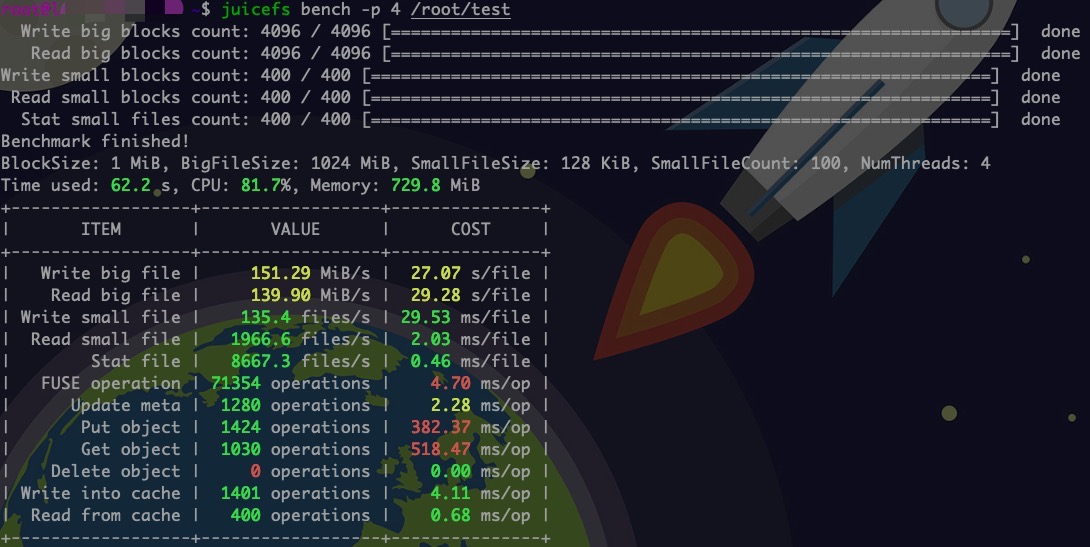 ~$ juicefs bench -p 4 /root/test
Write big blocks count: 4096 / 4096 [==============================================================] done
Read big blocks count: 4096 / 4096 [==============================================================] done
Write small blocks count: 400 / 400 [==============================================================] done
Read small blocks count: 400 / 400 [==============================================================] done
Stat small files count: 400 / 400 [==============================================================] done
Benchmark finished!
BlockSize: 1 MiB, BigFileSize: 1024 MiB, SmallFileSize: 128 KiB, SmallFileCount: 100, NumThreads: 4
Time used: 62.2 s, CPU: 81.7%, Memory: 729.8 MiB
+------------------+------------------+---------------+
| ITEM | VALUE | COST |
+------------------+------------------+---------------+
| Write big file | 151.29 MiB/s | 27.07 s/file |
| Read big file | 139.90 MiB/s | 29.28 s/file |
| Write small file | 135.4 files/s | 29.53 ms/file |
| Read small file | 1966.6 files/s | 2.03 ms/file |
| Stat file | 8667.3 files/s | 0.46 ms/file |
| FUSE operation | 71354 operations | 4.70 ms/op |
| Update meta | 1280 operations | 2.28 ms/op |
| Put object | 1424 operations | 382.37 ms/op |
| Get object | 1030 operations | 518.47 ms/op |
| Delete object | 0 operations | 0.00 ms/op |
| Write into cache | 1401 operations | 4.11 ms/op |
| Read from cache | 400 operations | 0.68 ms/op |
+------------------+------------------+---------------+